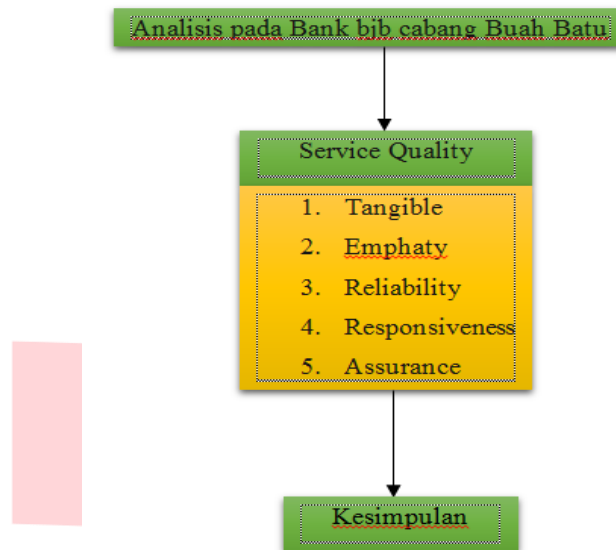 Analisis pada Bank bjb cabang Buah Batu
Service Quality
1. Tangible
2. Emphaty
3. Reliability
4. Responsiveness
5. Assurance
Kesimpulan